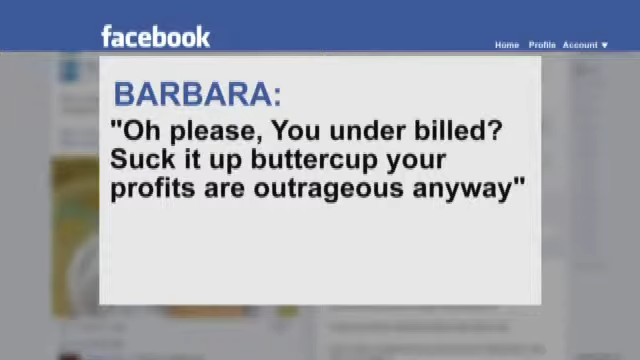 facebook
Home Profile Account ▼
BARBARA:
"Oh please, You under billed?
Suck it up buttercup your
profits are outrageous anyway"